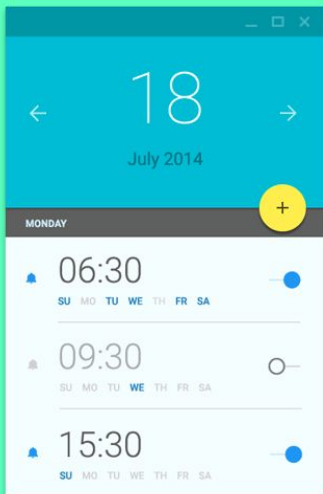 18
July 2014
+
MONDAY
06:30
SU MO TU WE TH FR SA
09:30
SU MO TU WE TH FR SA
15:30
SU MO TU WE TH FR SA